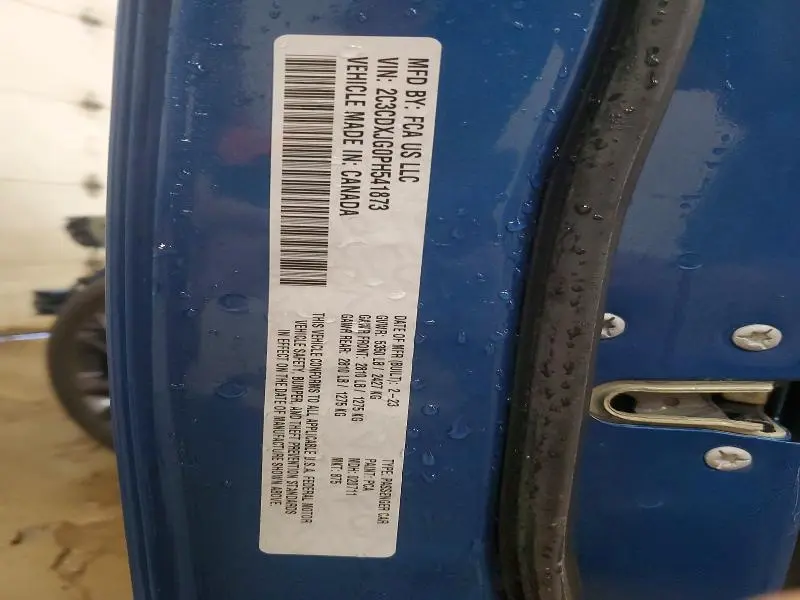 MFD BY: FCA US LLC
VIN: 2C3CDXJG0PH541873
VEHICLE MADE IN: CANADA
DATE OF MFR (BUILT): 2-23
GVWR: 5350 LB / 2427 KG
GAWR FRONT: 2810 LB / 1275 KG
GAWR REAR: 2810 LB / 1275 KG
TYPE: PASSENGER CAR
PAINT: PCA
MDH: 020711
MNT: 875
THIS VEHICLE CONFORMS TO ALL APPLICABLE U.S.A. FEDERAL MOTOR
VEHICLE SAFETY, BUMPER, AND THEFT PREVENTION STANDARDS
IN EFFECT ON THE DATE OF MANUFACTURE SHOWN ABOVE.